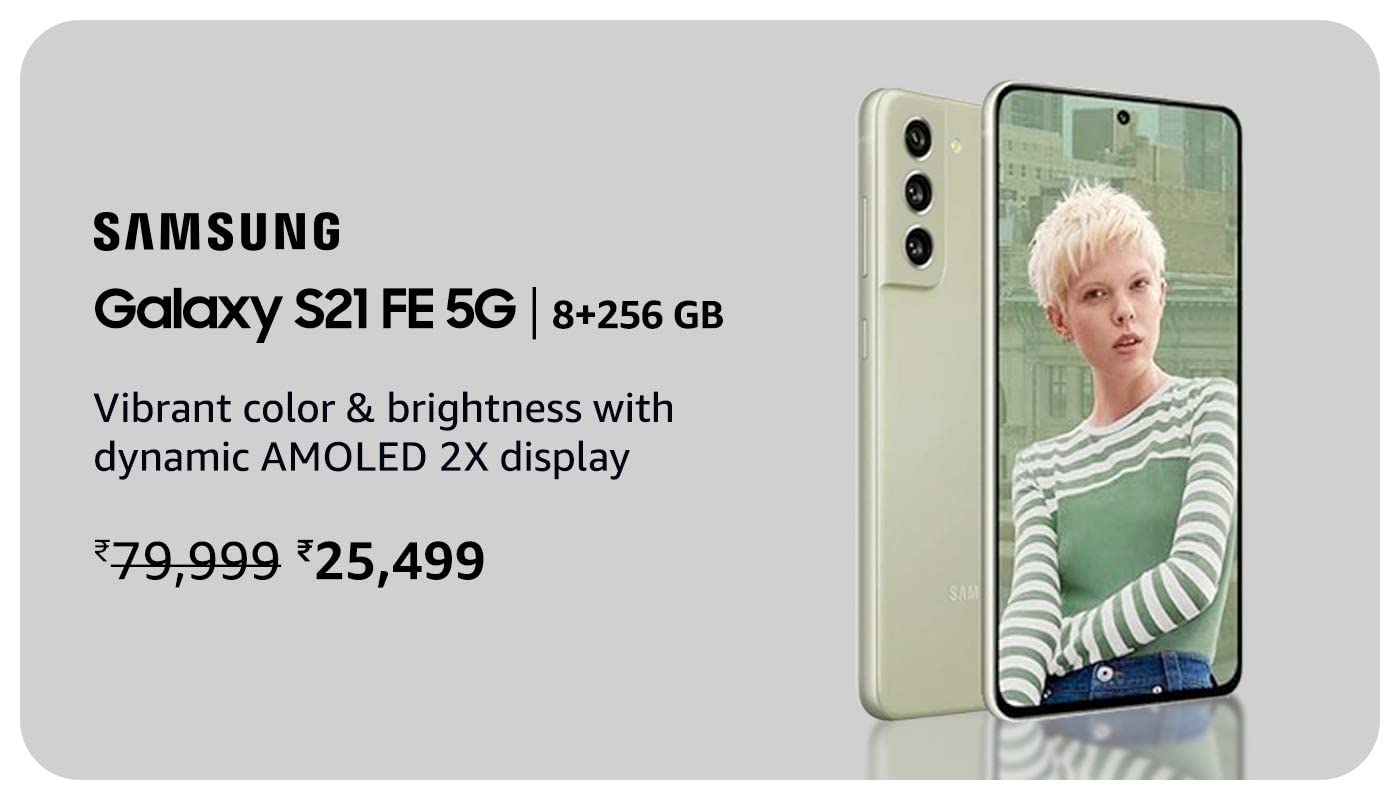 SAMSUNG
Galaxy S21 FE 5G | 8+256 GB
Vibrant color & brightness with
dynamic AMOLED 2X display
₹79,999 ₹25,499
SAM